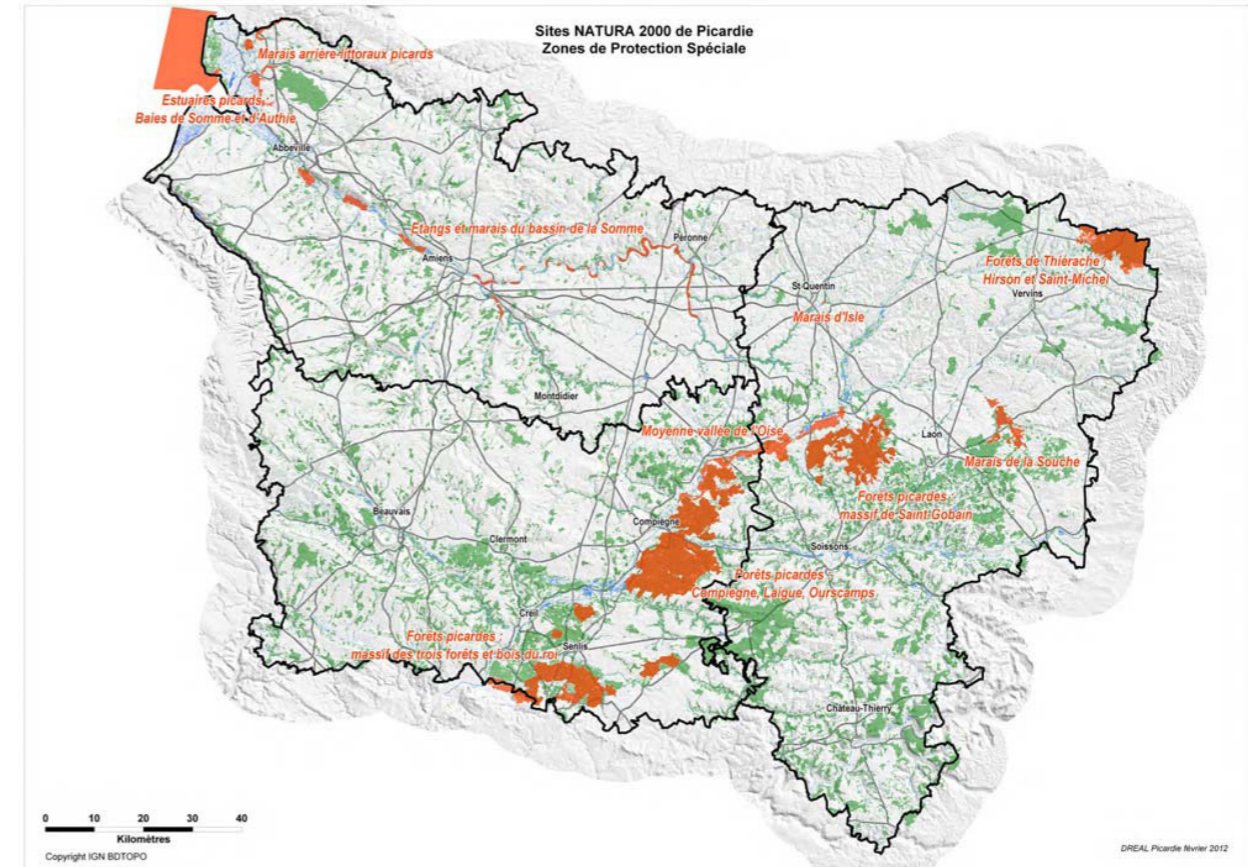 Sites NATURA 2000 de Picardie
Zones de Protection Spéciale
Marais arrière-littoraux picards
Estuaires picards :
Baies de Somme et d'Authie
Abbeville
Etangs et marais du bassin de la Somme
Péronne
Amiens
Forêts de Thiérache :
Hirson et Saint-Michel
St-Quentin
Vervins
Marais d'Isle
Montdidier
Moyenne vallée de l'Oise
Laon
Marais de la Souche
Forêts picardes :
massif de Saint-Gobain
Beauvais
Compiègne
Clermont
Soissons
Forêts picardes :
Compiègne, Laigue, Ourscamps
Creil
Forêts picardes :
massif des trois forêts et bois du roi
Senlis
Château-Thierry
0 10 20 30 40
Kilomètres
Copyright IGN BDTOPO
DREAL Picardie février 2012